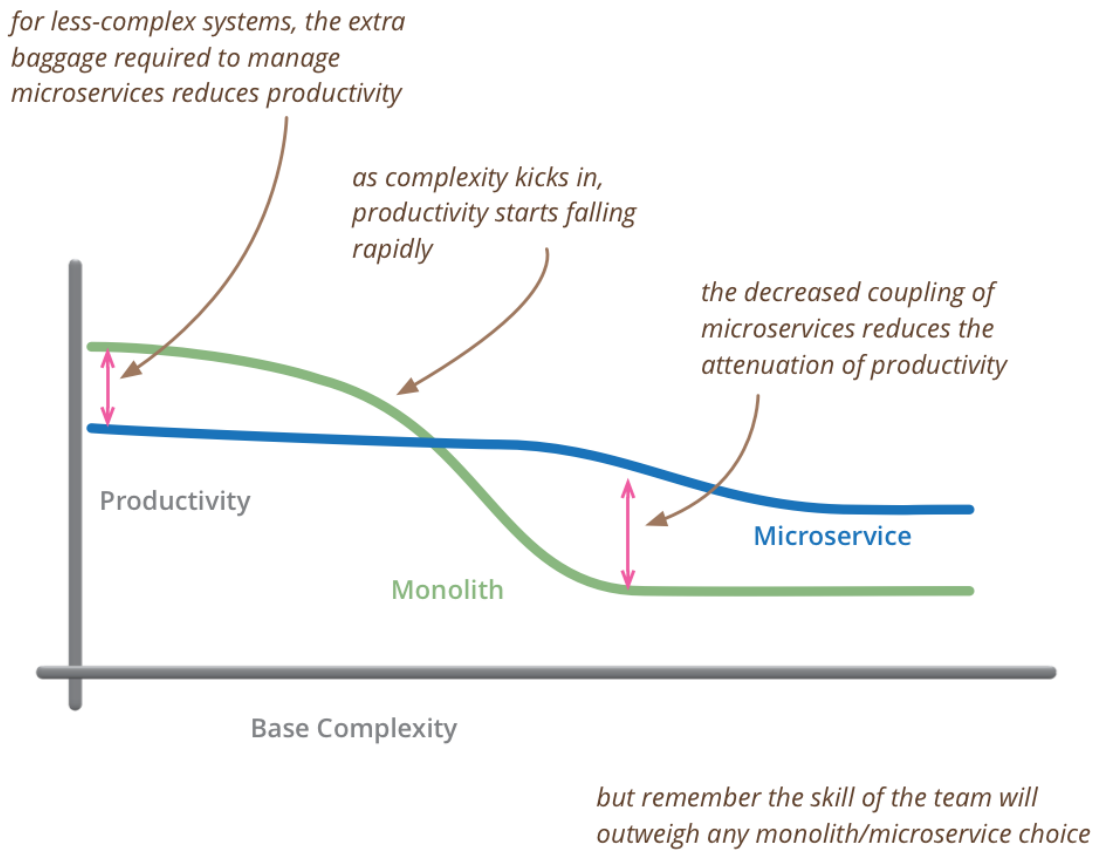 for less-complex systems, the extra
baggage required to manage
microservices reduces productivity
as complexity kicks in,
productivity starts falling
rapidly
the decreased coupling of
microservices reduces the
attenuation of productivity
Productivity
Microservice
Monolith
Base Complexity
but remember the skill of the team will
outweigh any monolith/microservice choice